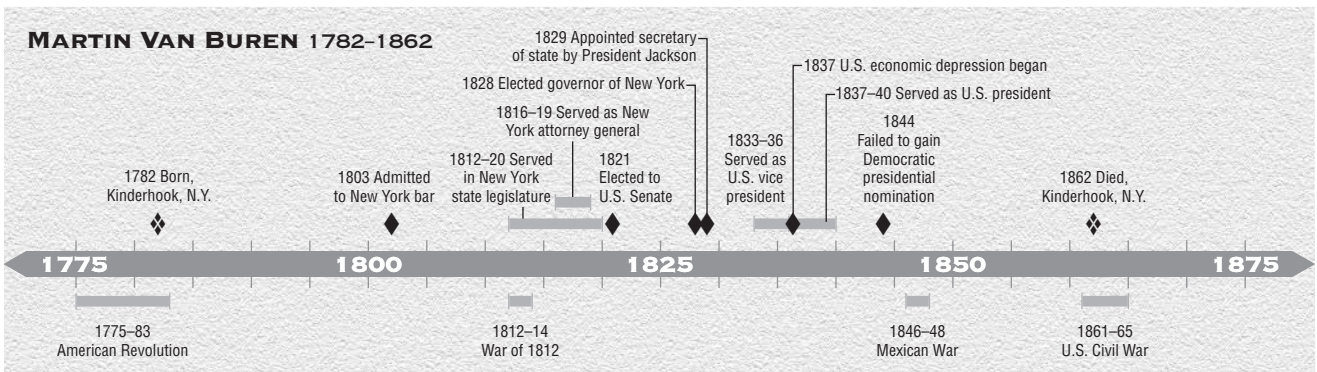 MARTIN VAN BUREN 1782–1862
1829 Appointed secretary
of state by President Jackson
1828 Elected governor of New York
1816–19 Served as New
York attorney general
1837 U.S. economic depression began
1837–40 Served as U.S. president
1782 Born,
Kinderhook, N.Y.
1803 Admitted
to New York bar
1812–20 Served
in New York
state legislature
1821
Elected to
U.S. Senate
1833–36
Served as
U.S. vice
president
1844
Failed to gain
Democratic
presidential
nomination
1862 Died,
Kinderhook, N.Y.
1775 1800 1825 1850 1875
1775–83
American Revolution
1812–14
War of 1812
1846–48
Mexican War
1861–65
U.S. Civil War